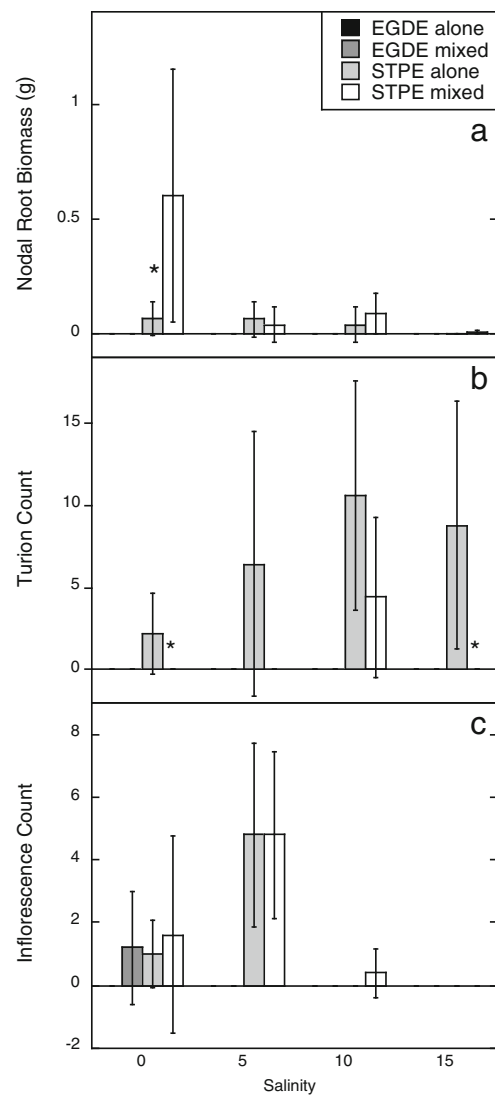 EGDE alone
EGDE mixed
STPE alone
STPE mixed
a
Nodal Root Biomass (g)
1
0.5
0
*
b
Turion Count
15
10
5
0
*
*
c
Inflorescence Count
8
6
4
2
0
-2
0 5 10 15
Salinity